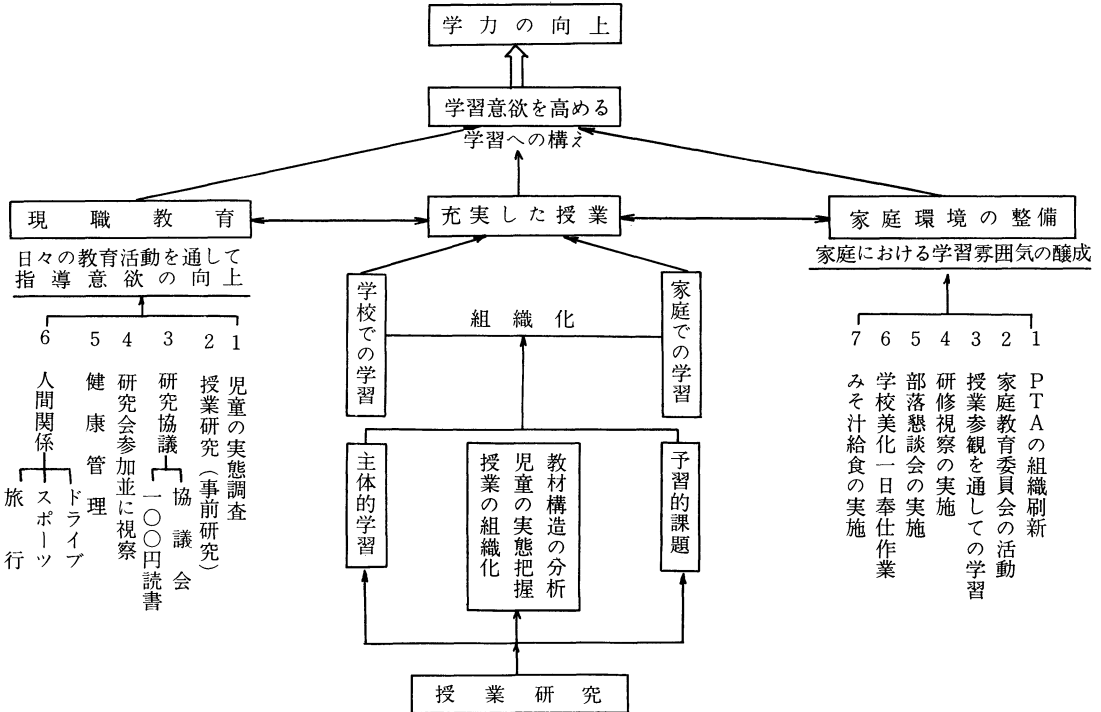 学力の向上
学習意欲を高める
学習への構え
現職教育
充実した授業
家庭環境の整備
日々の教育活動を通して
指導意欲の向上
家庭における学習雰囲気の醸成
学校での学習
組織化
家庭での学習
1 児童の実態調査
2 授業研究（事前研究）
3 研究協議
協議会
一〇〇円読書
4 研究会参加並に視察
5 健康管理
6 人間関係
ドライブ
スポーツ
旅行
1 PTAの組織刷新
2 家庭教育委員会の活動
3 授業参観を通しての学習
4 研修視察の実施
5 部落懇談会の実施
6 学校美化一日奉仕作業
7 みそ汁給食の実施
主体的学習
教材構造の分析
児童の実態把握
授業の組織化
予習的課題
授業研究